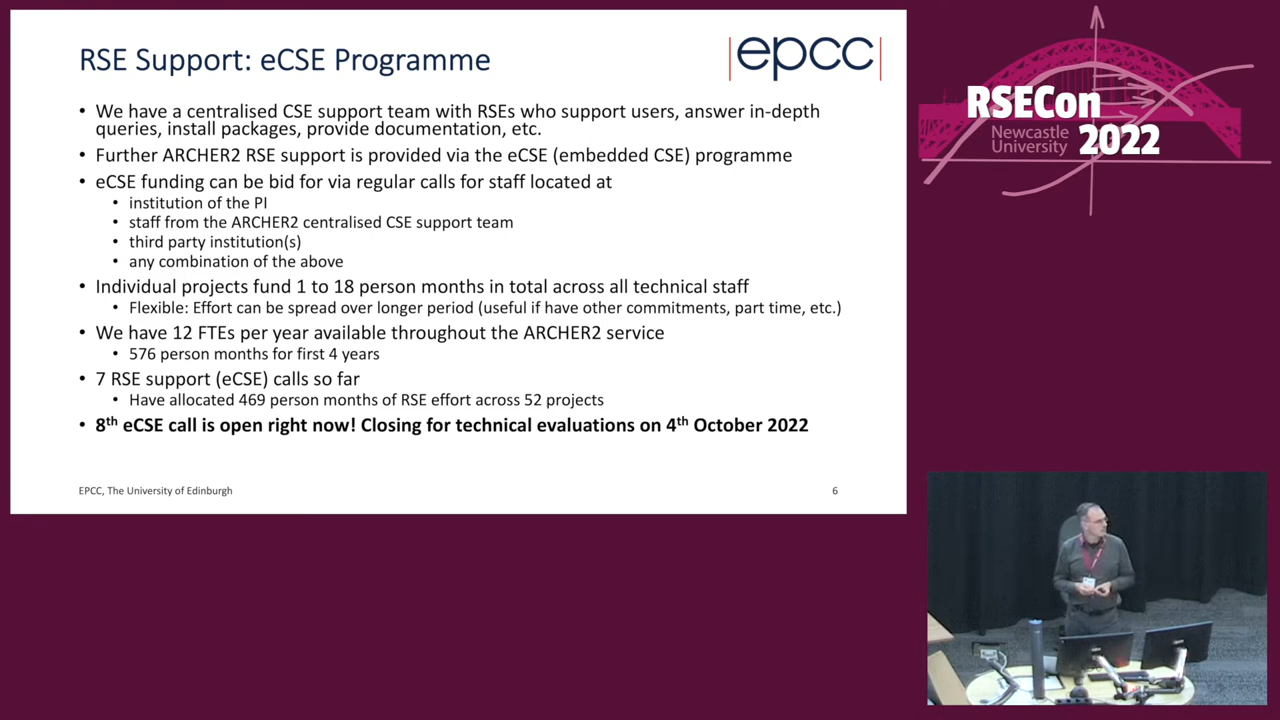 RSE Support: eCSE Programme
|epcc|
• We have a centralised CSE support team with RSEs who support users, answer in-depth
queries, install packages, provide documentation, etc.
• Further ARCHER2 RSE support is provided via the eCSE (embedded CSE) programme
• eCSE funding can be bid for via regular calls for staff located at
• institution of the PI
• staff from the ARCHER2 centralised CSE support team
• third party institution(s)
• any combination of the above
• Individual projects fund 1 to 18 person months in total across all technical staff
• Flexible: Effort can be spread over longer period (useful if have other commitments, part time, etc.)
• We have 12 FTEs per year available throughout the ARCHER2 service
• 576 person months for first 4 years
• 7 RSE support (eCSE) calls so far
• Have allocated 469 person months of RSE effort across 52 projects
• 8th eCSE call is open right now! Closing for technical evaluations on 4th October 2022
EPCC, The University of Edinburgh
6
RSECon
Newcastle
University
2022